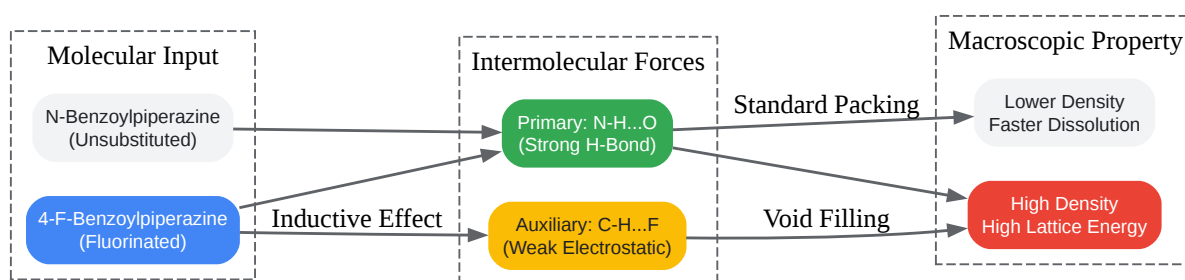 Molecular Input
N-Benzoylpiperazine
(Unsubstituted)
4-F-Benzoylpiperazine
(Fluorinated)
Inductive Effect
Intermolecular Forces
Primary: N-H...O
(Strong H-Bond)
Auxiliary: C-H...F
(Weak Electrostatic)
Standard Packing
Void Filling
Macroscopic Property
Lower Density
Faster Dissolution
High Density
High Lattice Energy